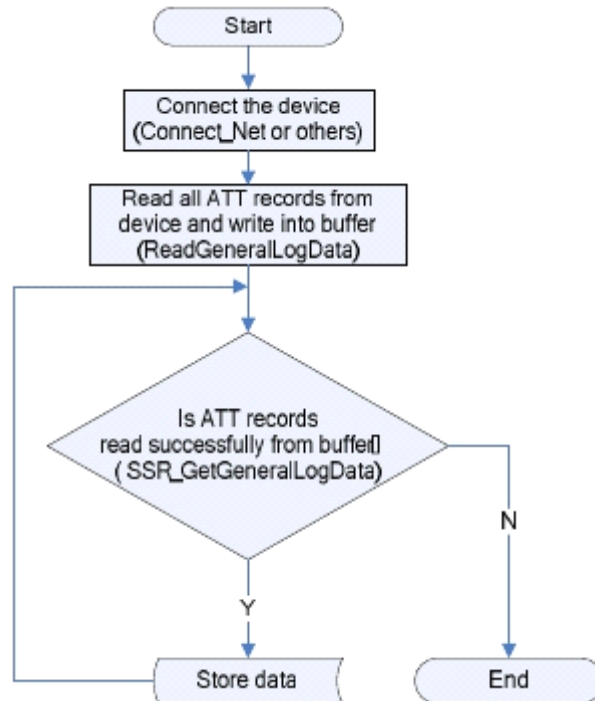 Start
Connect the device
(Connect_Net or others)
Read all ATT records from
device and write into buffer
(ReadGeneralLogData)
Is ATT records
read successfully from buffer[]
( SSR_GetGeneralLogData)
N
Y
Store data
End